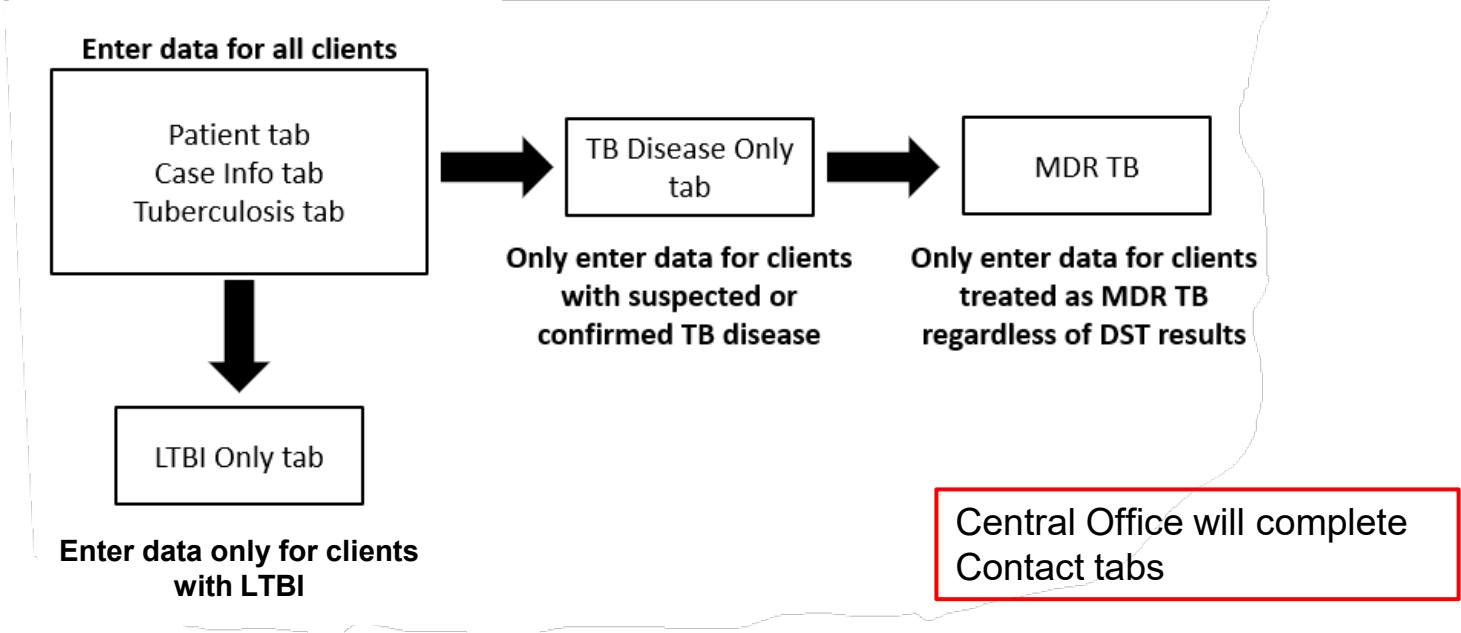 Enter data for all clients
Patient tab
Case Info tab
Tuberculosis tab
TB Disease Only
tab
Only enter data for clients
with suspected or
confirmed TB disease
MDR TB
Only enter data for clients
treated as MDR TB
regardless of DST results
LTBI Only tab
Enter data only for clients
with LTBI
Central Office will complete
Contact tabs